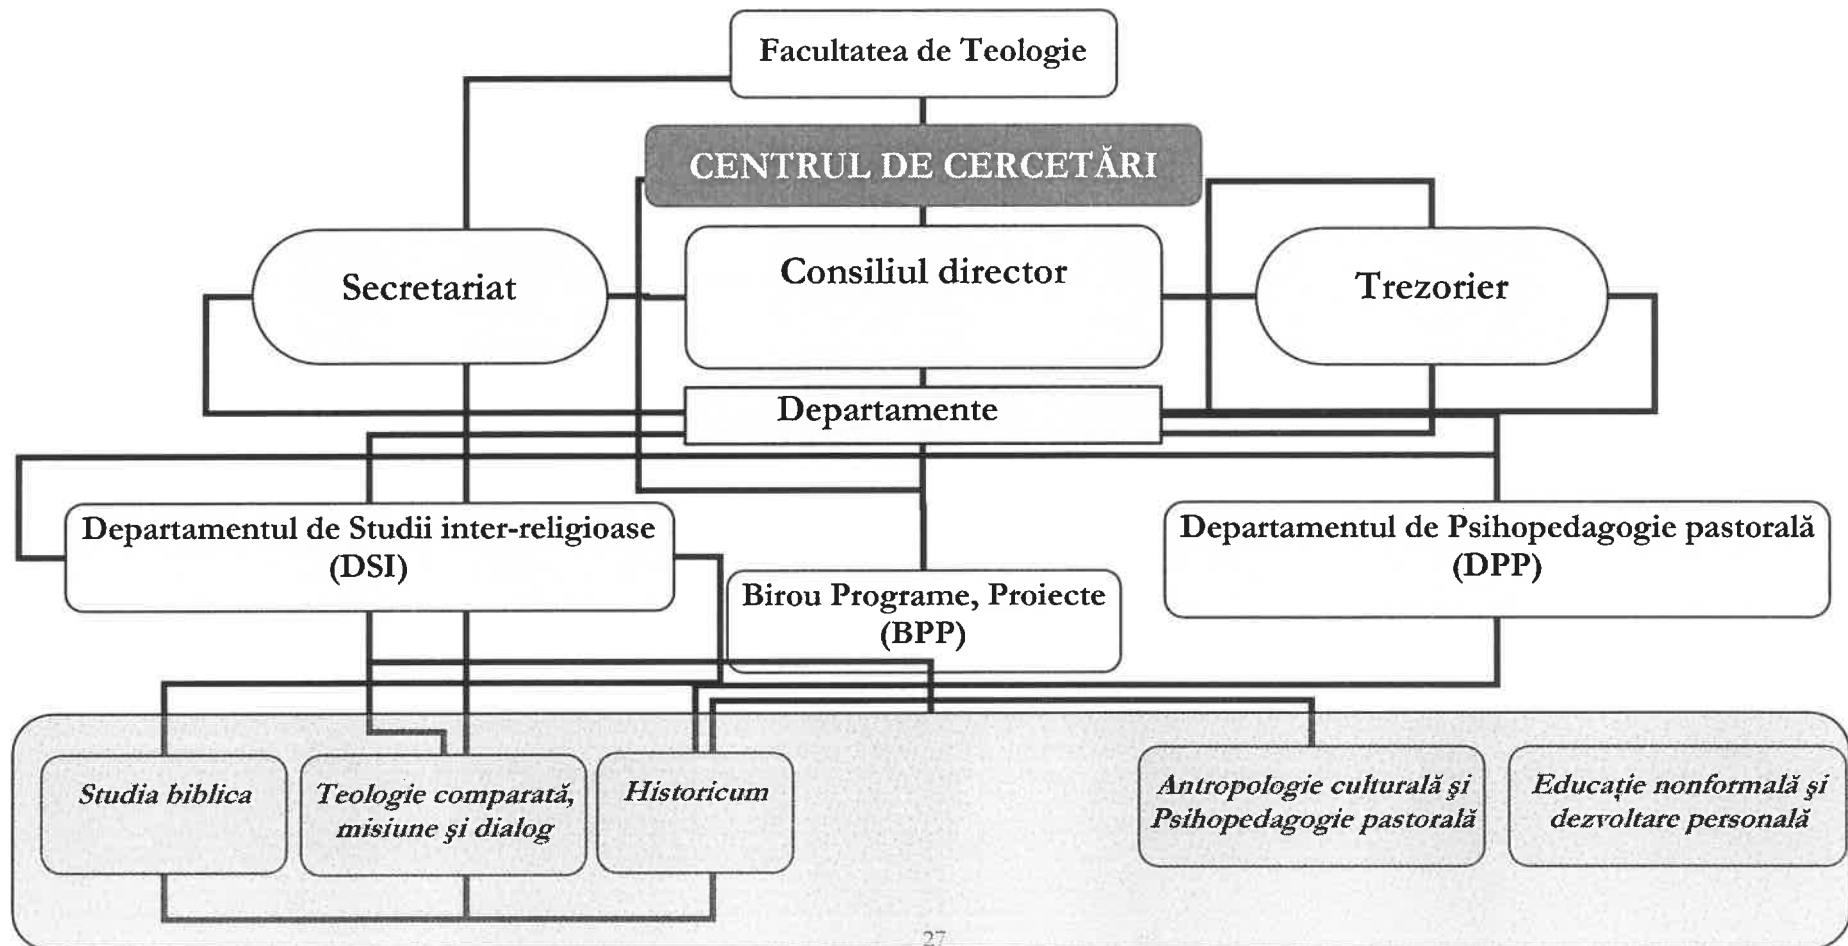 Facultatea de Teologie
CENTRUL DE CERCETĂRI
Secretariat
Consiliul director
Trezorier
Departamente
Departamentul de Studii inter-religioase
(DSI)
Birou Programe, Proiecte
(BPP)
Departamentul de Psihopedagogie pastorală
(DPP)
Studia biblica
Teologie comparată,
misiune şi dialog
Historicum
Antropologie culturală şi
Psihopedagogie pastorală
Educaţie nonformală şi
dezvoltare personală
27